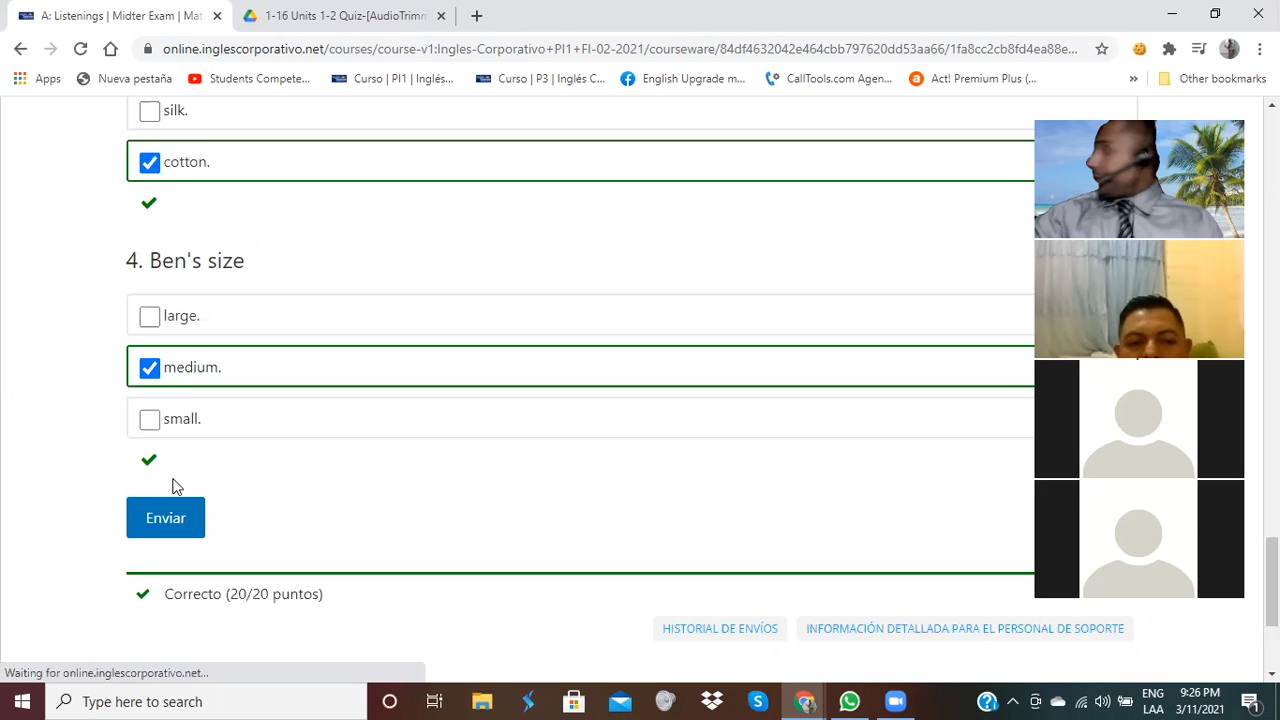 A: Listenings | Midter Exam | Mat
1-16 Units 1-2 Quiz-[AudioTrimm
online.inglescorporativo.net/courses/course-v1:Ingles-Corporativo+PI1+FI-02-2021/courseware/84df4632042e464cbb797620dd53aa66/1fa8cc2cb8fd4ea88e...
Apps
Nueva pestaña
Students Compete...
Curso | PI1 | Inglés...
Curso | P3 | Inglés C...
English Upgrade m...
CallTools.com Agen...
Act! Premium Plus (...
»
Other bookmarks
silk.
cotton.
4. Ben's size
large.
medium.
small.
Enviar
Correcto (20/20 puntos)
HISTORIAL DE ENVÍOS
INFORMACIÓN DETALLADA PARA EL PERSONAL DE SOPORTE
Waiting for online.inglescorporativo.net...
Type here to search
ENG
LAA
9:26 PM
3/11/2021
1